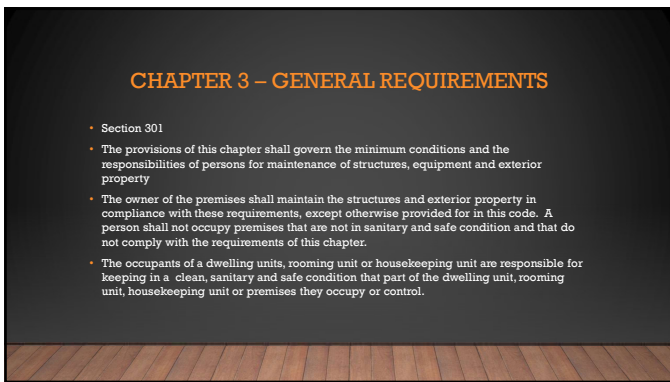 CHAPTER 3 – GENERAL REQUIREMENTS
• Section 301
• The provisions of this chapter shall govern the minimum conditions and the
responsibilities of persons for maintenance of structures, equipment and exterior
property
• The owner of the premises shall maintain the structures and exterior property in
compliance with these requirements, except otherwise provided for in this code.  A
person shall not occupy premises that are not in sanitary and safe condition and that do
not comply with the requirements of this chapter.
• The occupants of a dwelling units, rooming unit or housekeeping unit are responsible for
keeping in a  clean, sanitary and safe condition that part of the dwelling unit, rooming
unit, housekeeping unit or premises they occupy or control.